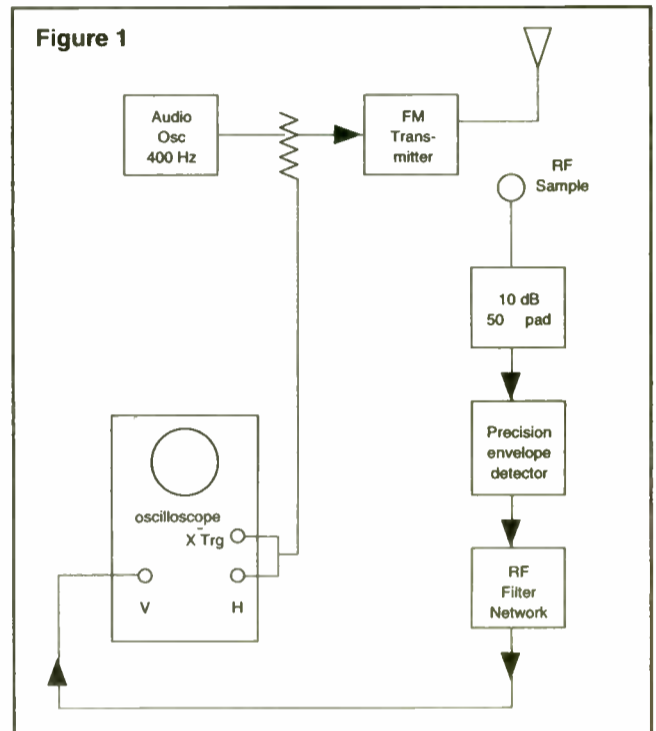 Figure 1
Audio
Osc
400 Hz
FM
Trans-
mitter
RF
Sample
10 dB
50 pad
Precision
envelope
detector
oscilloscope
X Trg
V
H
RF
Filter
Network